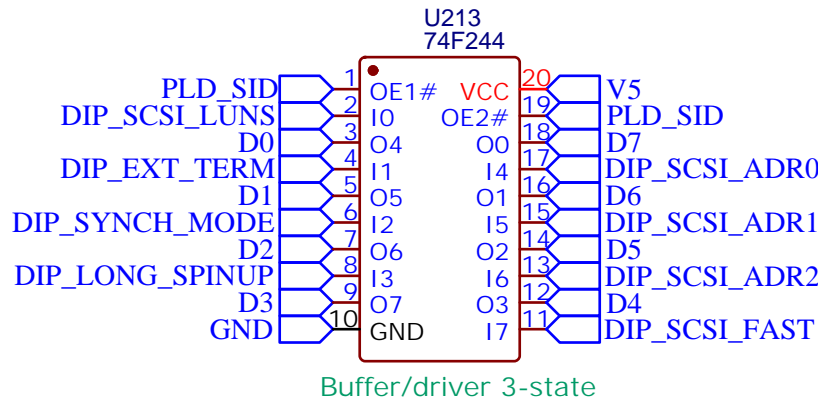 U213
74F244
PLD_SID 1 OE1# VCC 20 V5
DIP_SCSI_LUNS 2 I0 OE2# 19 PLD_SID
D0 3 O4 O0 18 D7
DIP_EXT_TERM 4 I1 I4 17 DIP_SCSI_ADR0
D1 5 O5 O1 16 D6
DIP_SYNCH_MODE 6 I2 I5 15 DIP_SCSI_ADR1
D2 7 O6 O2 14 D5
DIP_LONG_SPINUP 8 I3 I6 13 DIP_SCSI_ADR2
D3 9 O7 O3 12 D4
GND 10 GND I7 11 DIP_SCSI_FAST
Buffer/driver 3-state